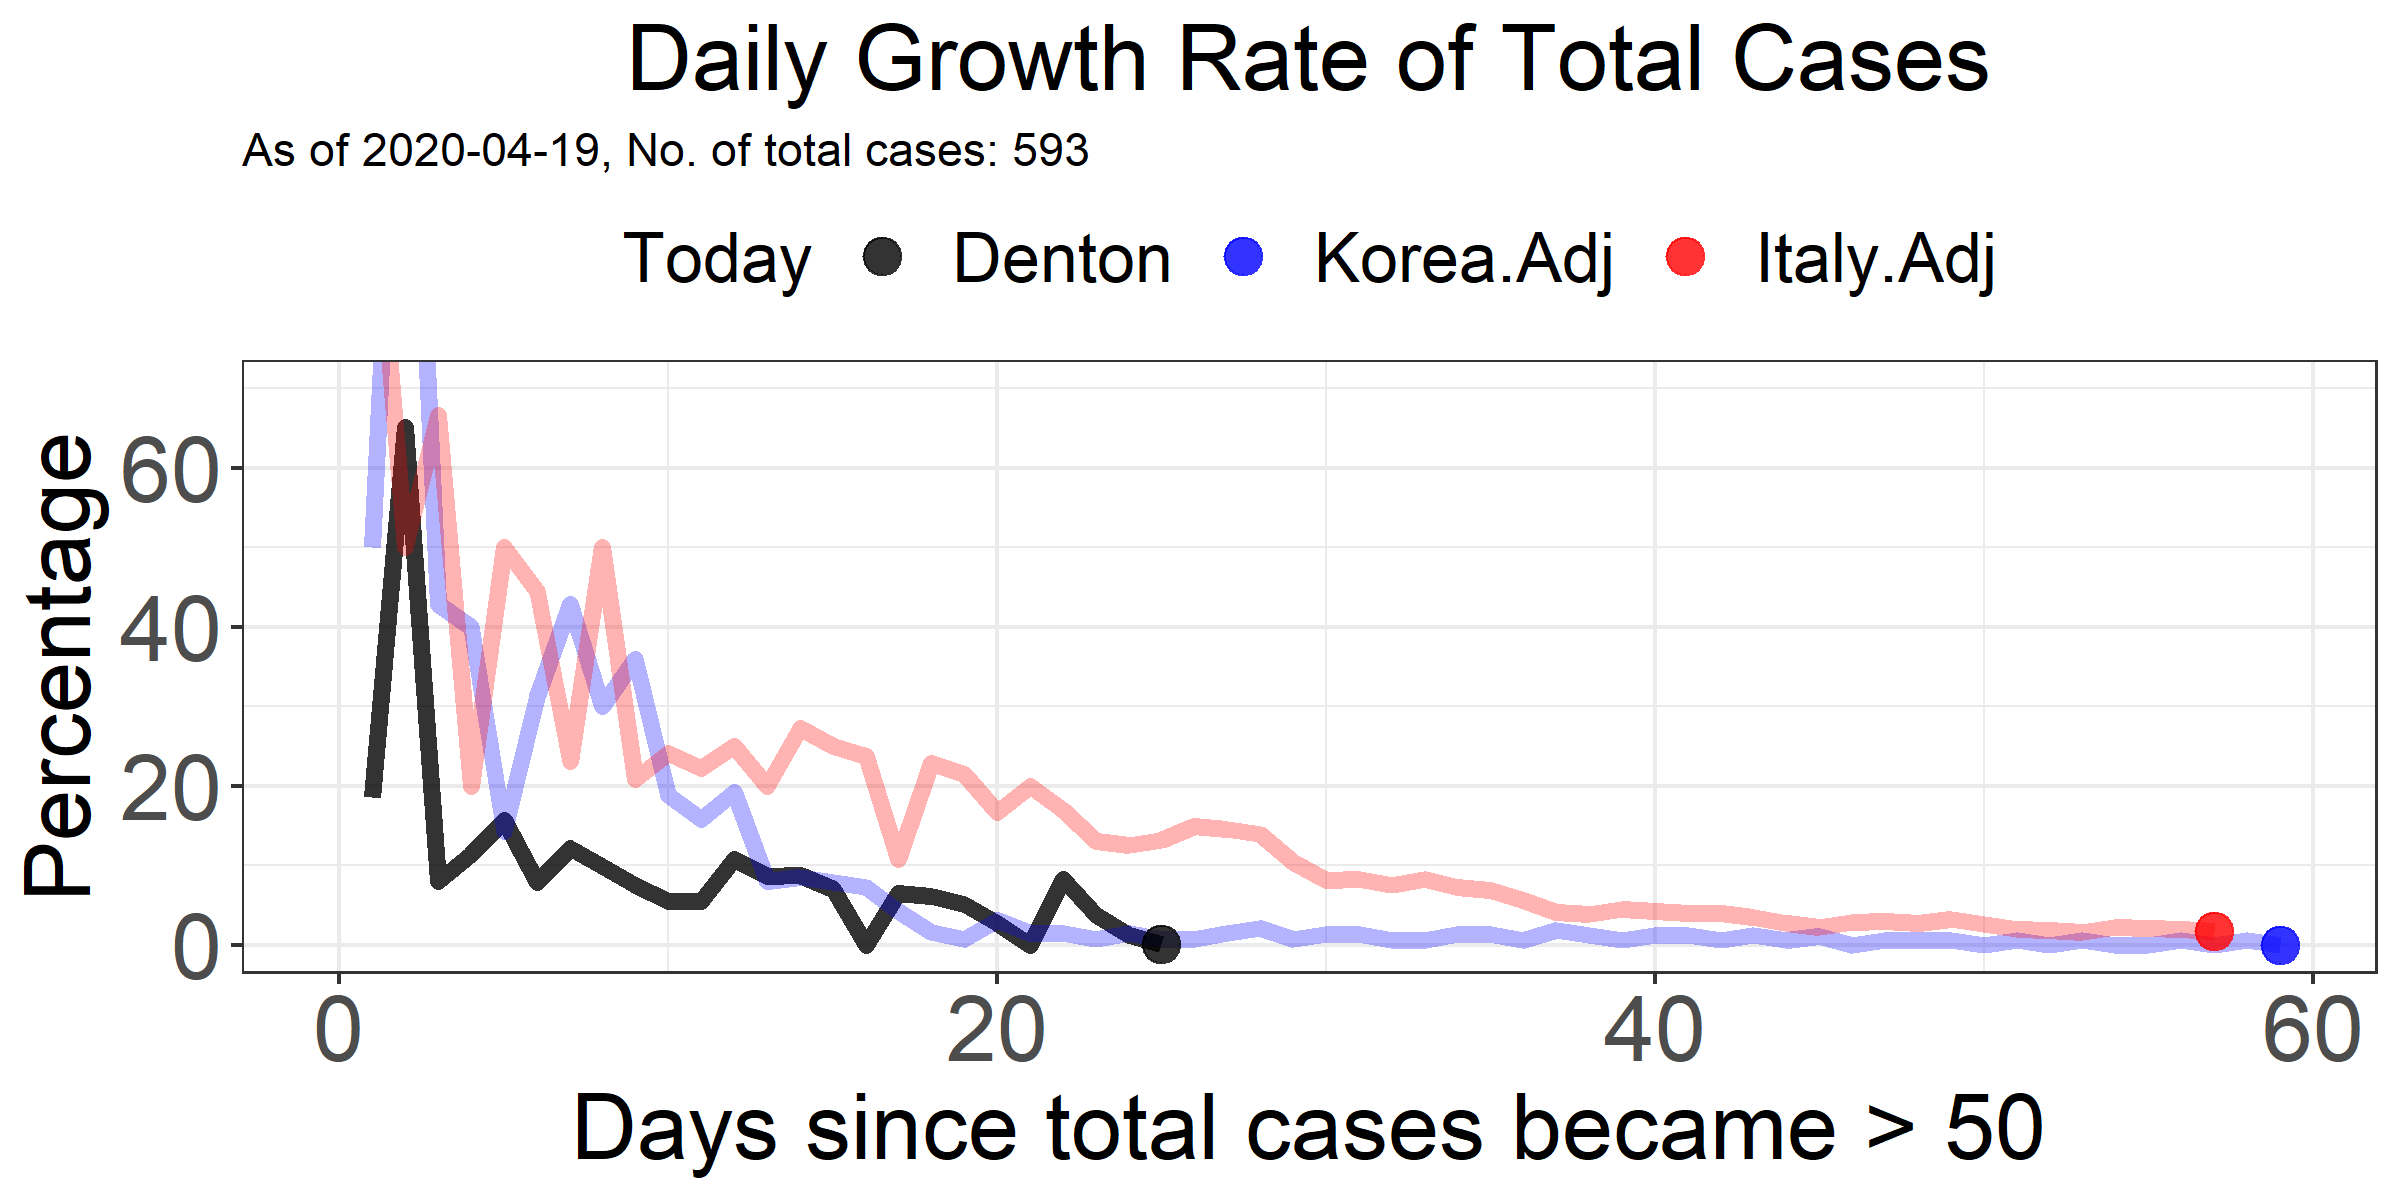 Daily Growth Rate of Total Cases
As of 2020-04-19, No. of total cases: 593
Today Denton Korea.Adj Italy.Adj
Percentage
60
40
20
0
0 20 40 60
Days since total cases became > 50